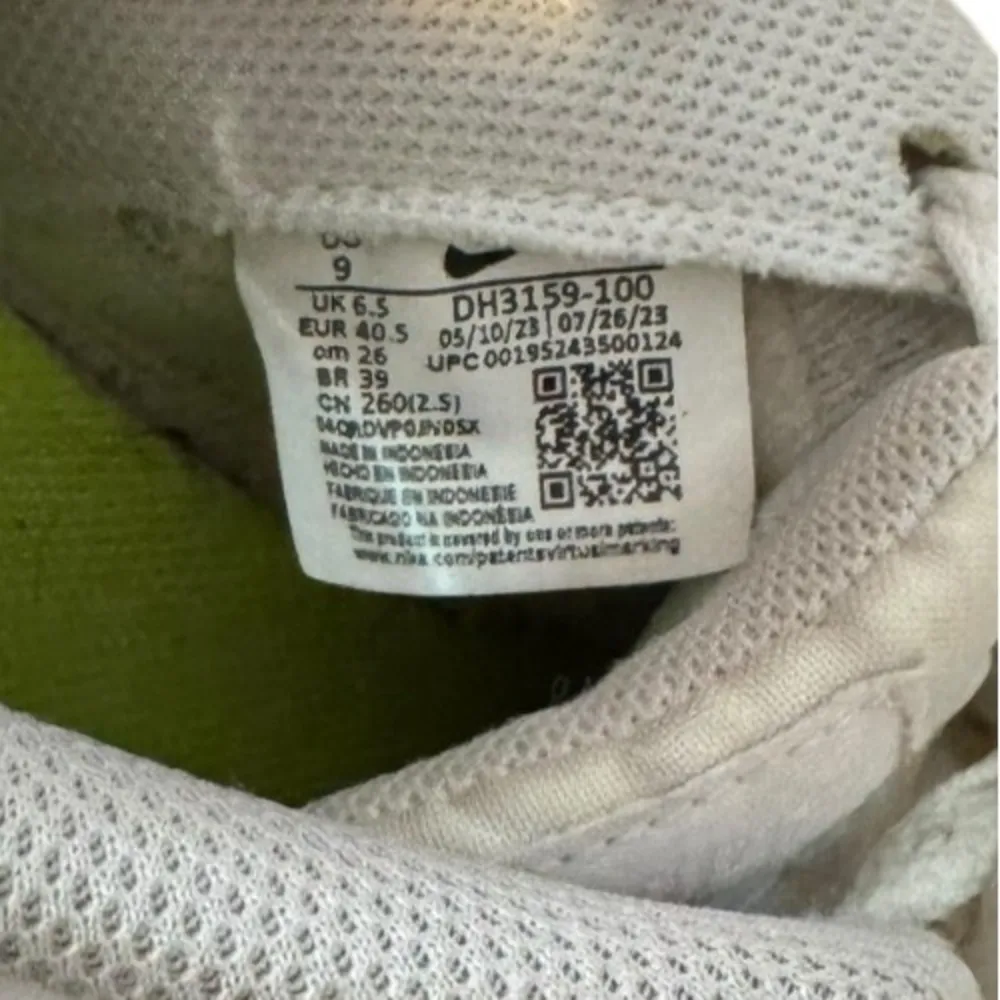 US
9
UK 6.5
EUR 40.5
cm 26
BR 39
CN 260(2.5)
DH3159-100
05/10/23 07/26/23
UPC 00195243500124
MADE IN INDONESIA
HECHO EN INDONESIA
FABRIQUE EN INDONESIE
FABRICADO NA INDONÉSIA
This product is covered by one or more patents:
www.nike.com/patentsvirtualmarking